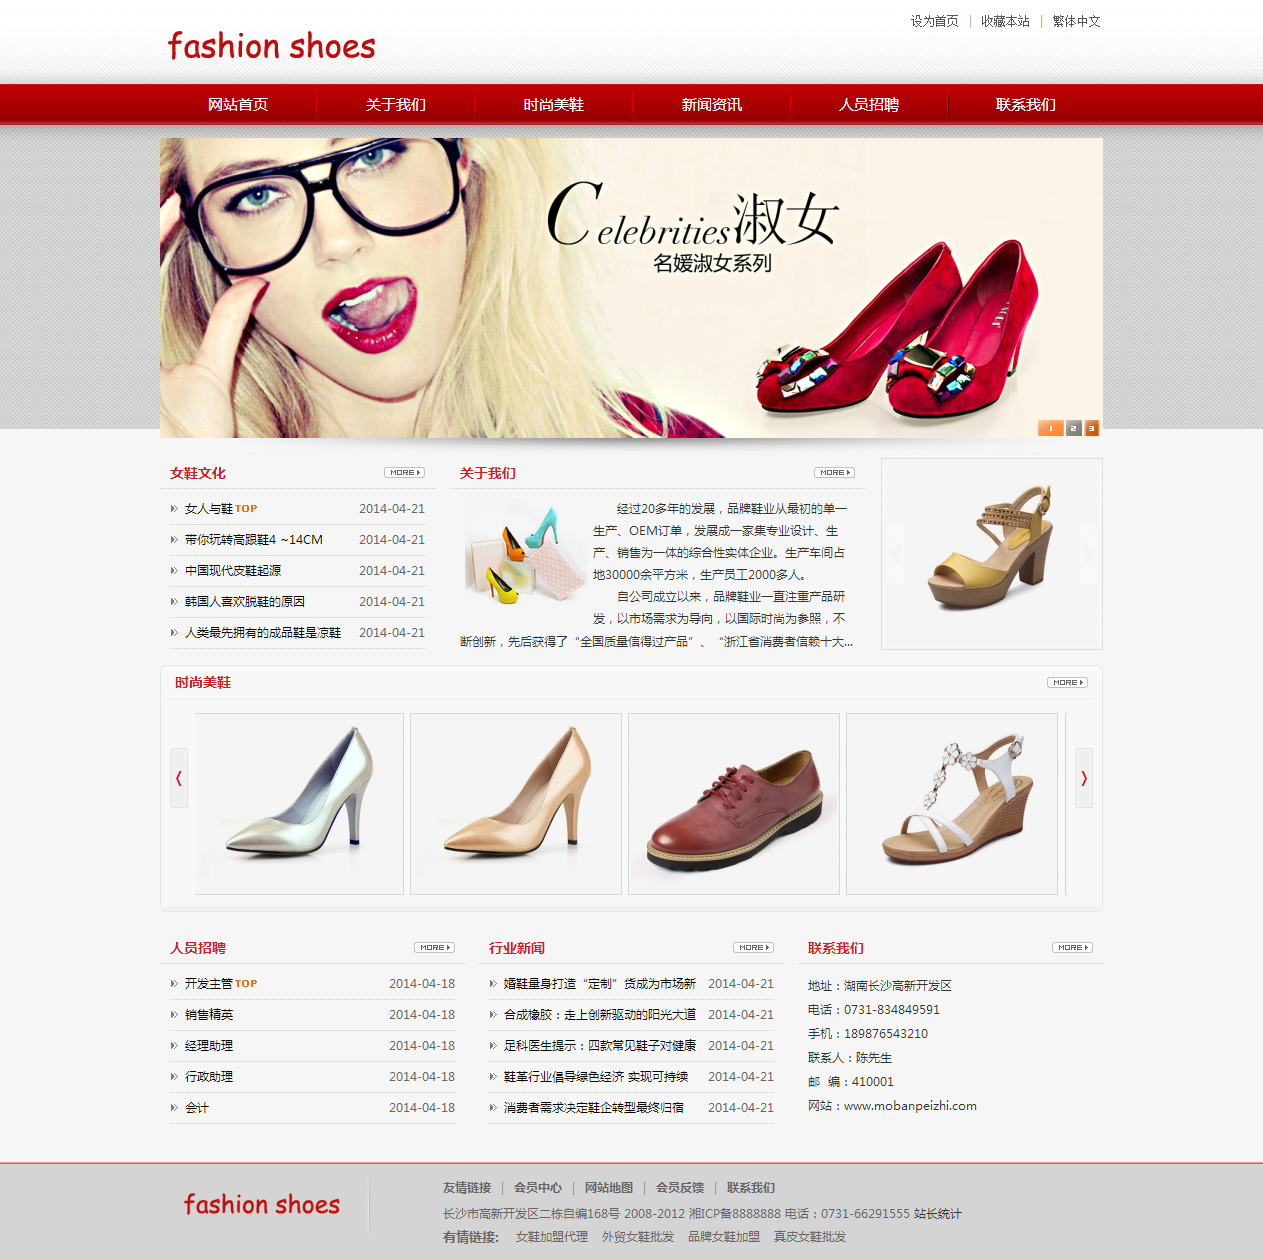 设为首页 | 收藏本站 | 繁体中文
fashion shoes
网站首页 关于我们 时尚美鞋 新闻资讯 人员招聘 联系我们
Celebrities淑女
名媛淑女系列
1 2 3
女鞋文化 MORE
女人与鞋 TOP 2014-04-21
带你玩转高跟鞋4 ~14CM 2014-04-21
中国现代皮鞋起源 2014-04-21
韩国人喜欢脱鞋的原因 2014-04-21
人类最先拥有的成品鞋是凉鞋 2014-04-21
关于我们 MORE
经过20多年的发展，品牌鞋业从最初的单一
生产、OEM订单，发展成一家集专业设计、生
产、销售为一体的综合性实体企业。生产车间占
地30000余平方米，生产员工2000多人。
自公司成立以来，品牌鞋业一直注重产品研
发，以市场需求为导向，以国际时尚为参照，不
断创新，先后获得了“全国质量信得过产品”、“浙江省消费者信赖十大...
时尚美鞋 MORE
人员招聘 MORE
开发主管 TOP 2014-04-18
销售精英 2014-04-18
经理助理 2014-04-18
行政助理 2014-04-18
会计 2014-04-18
行业新闻 MORE
婚鞋量身打造“定制”货成为市场新 2014-04-21
合成橡胶：走上创新驱动的阳光大道 2014-04-21
足科医生提示：四款常见鞋子对健康 2014-04-21
鞋革行业倡导绿色经济 实现可持续 2014-04-21
消费者需求决定鞋企转型最终归宿 2014-04-21
联系我们 MORE
地址：湖南长沙高新开发区
电话：0731-834849591
手机：189876543210
联系人：陈先生
邮 编：410001
网站：www.mobanpeizhi.com
fashion shoes
友情链接 | 会员中心 | 网站地图 | 会员反馈 | 联系我们
长沙市高新开发区二栋自编168号 2008-2012 湘ICP备8888888 电话：0731-66291555 站长统计
有情链接: 女鞋加盟代理 外贸女鞋批发 品牌女鞋加盟 真皮女鞋批发